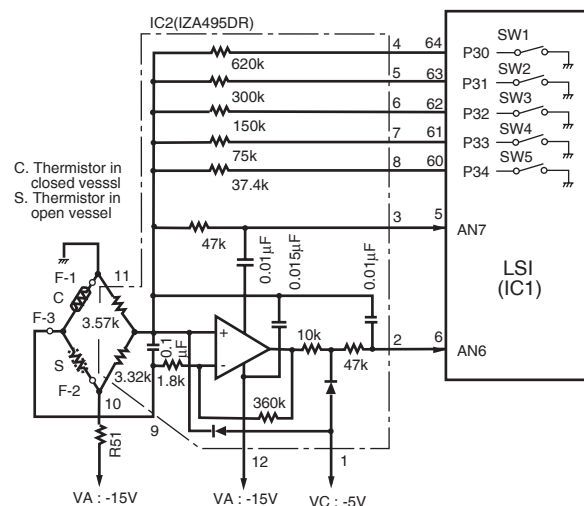 IC2(IZA495DR)
4 64 P30 SW1
620k
5 63 P31 SW2
300k
6 62 P32 SW3
150k
7 61 P33 SW4
75k
8 60 P34 SW5
37.4k
C. Thermistor in
closed vesssl
S. Thermistor in
open vessel
3 5 AN7
47k
0.01µF
0.015µF
0.01µF
LSI
(IC1)
F-1
11
C
F-3
3.57k
+
-
0.1
µF
10k
2 6 AN6
47k
S
3.32k
1.8k
F-2
360k
10
9
R51
12
1
VA : -15V
VA : -15V
VC : -5V